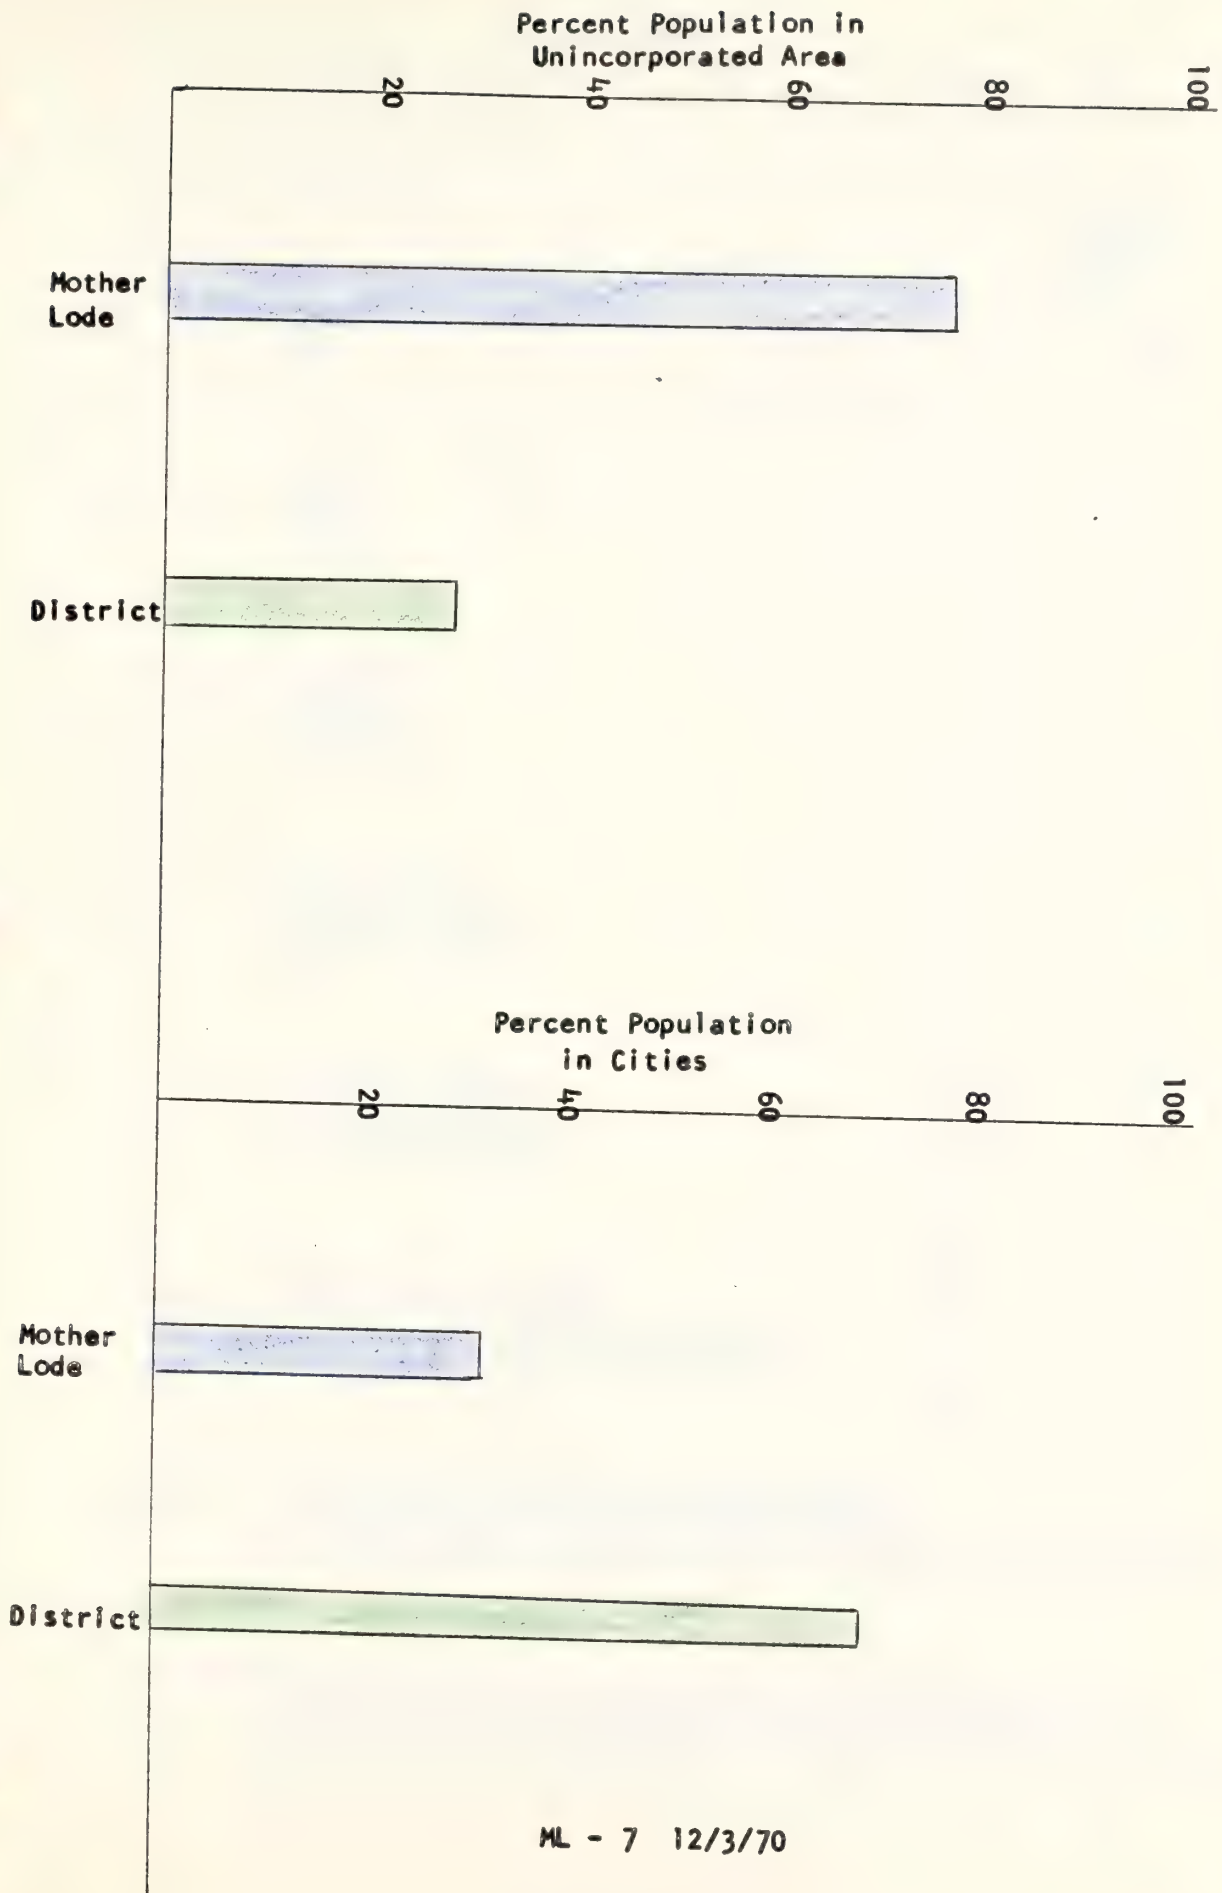 Percent Population in
Unincorporated Area
20 40 60 80 100
Mother
Lode
District
Percent Population
in Cities
20 40 60 80 100
Mother
Lode
District
ML - 7 12/3/70